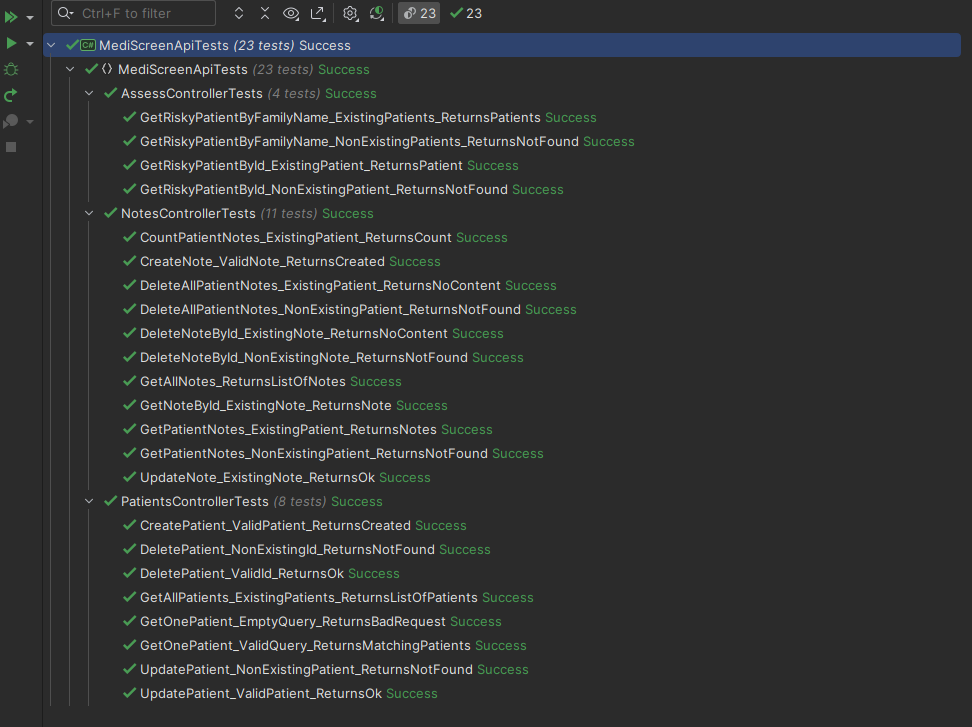 Ctrl+F to filter 23 23
C# MediScreenApiTests (23 tests) Success
MediScreenApiTests (23 tests) Success
AssessControllerTests (4 tests) Success
GetRiskyPatientByFamilyName_ExistingPatients_ReturnsPatients Success
GetRiskyPatientByFamilyName_NonExistingPatients_ReturnsNotFound Success
GetRiskyPatientById_ExistingPatient_ReturnsPatient Success
GetRiskyPatientById_NonExistingPatient_ReturnsNotFound Success
NotesControllerTests (11 tests) Success
CountPatientNotes_ExistingPatient_ReturnsCount Success
CreateNote_ValidNote_ReturnsCreated Success
DeleteAllPatientNotes_ExistingPatient_ReturnsNoContent Success
DeleteAllPatientNotes_NonExistingPatient_ReturnsNotFound Success
DeleteNoteById_ExistingNote_ReturnsNoContent Success
DeleteNoteById_NonExistingNote_ReturnsNotFound Success
GetAllNotes_ReturnsListOfNotes Success
GetNoteById_ExistingNote_ReturnsNote Success
GetPatientNotes_ExistingPatient_ReturnsNotes Success
GetPatientNotes_NonExistingPatient_ReturnsNotFound Success
UpdateNote_ExistingNote_ReturnsOk Success
PatientsControllerTests (8 tests) Success
CreatePatient_ValidPatient_ReturnsCreated Success
DeletePatient_NonExistingId_ReturnsNotFound Success
DeletePatient_ValidId_ReturnsOk Success
GetAllPatients_ExistingPatients_ReturnsListOfPatients Success
GetOnePatient_EmptyQuery_ReturnsBadRequest Success
GetOnePatient_ValidQuery_ReturnsMatchingPatients Success
UpdatePatient_NonExistingPatient_ReturnsNotFound Success
UpdatePatient_ValidPatient_ReturnsOk Success